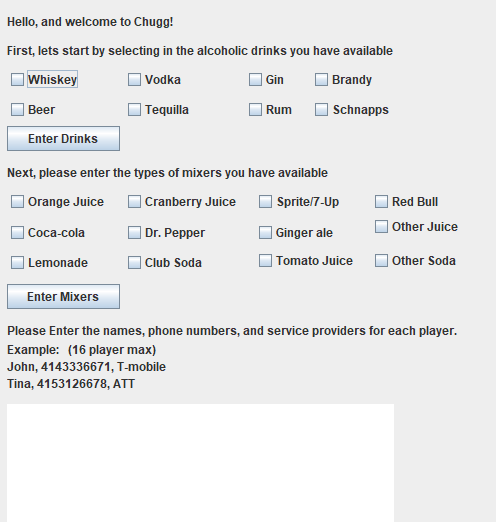 Hello, and welcome to Chugg!
First, lets start by selecting in the alcoholic drinks you have available
Whiskey Vodka Gin Brandy
Beer Tequilla Rum Schnapps
Enter Drinks
Next, please enter the types of mixers you have available
Orange Juice Cranberry Juice Sprite/7-Up Red Bull
Coca-cola Dr. Pepper Ginger ale Other Juice
Lemonade Club Soda Tomato Juice Other Soda
Enter Mixers
Please Enter the names, phone numbers, and service providers for each player.
Example: (16 player max)
John, 4143336671, T-mobile
Tina, 4153126678, ATT